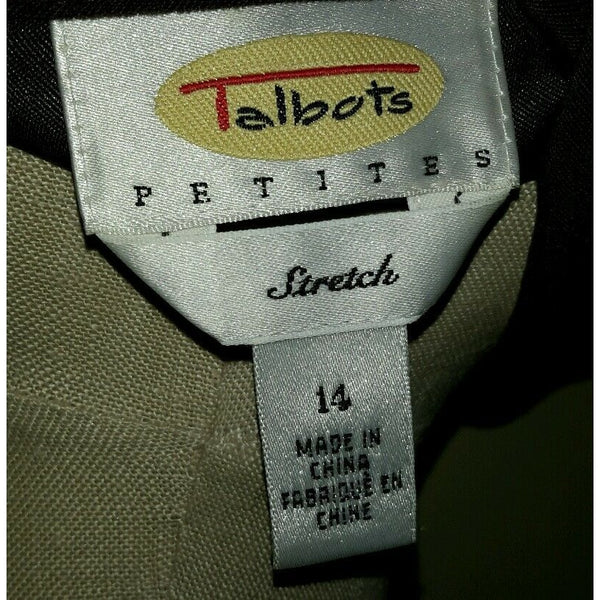 Talbots
PETITES
Stretch
14
MADE IN
CHINA
FABRIQUÉ EN
CHINE